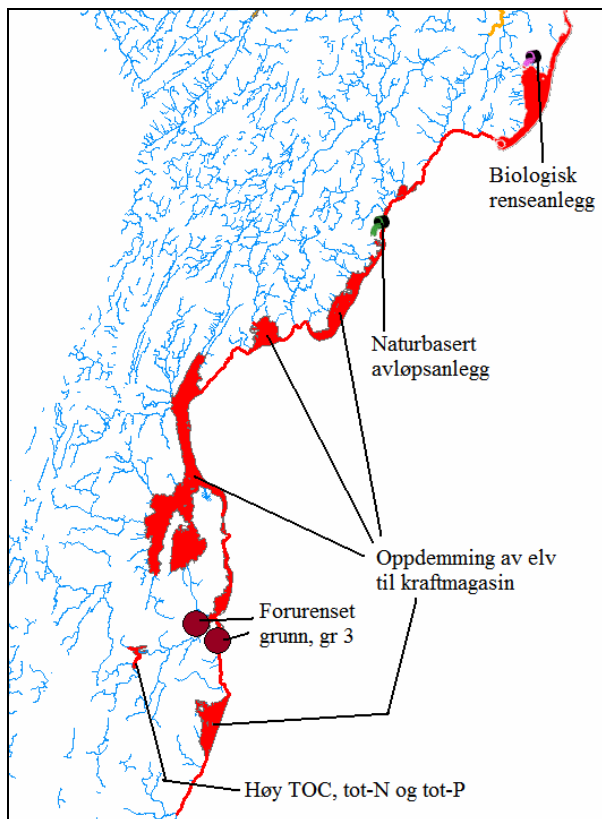 Biologisk
renseanlegg
Naturbasert
avløpsanlegg
Oppdemming av elv
til kraftmagasin
Forurenset
grunn, gr 3
Høy TOC, tot-N og tot-P